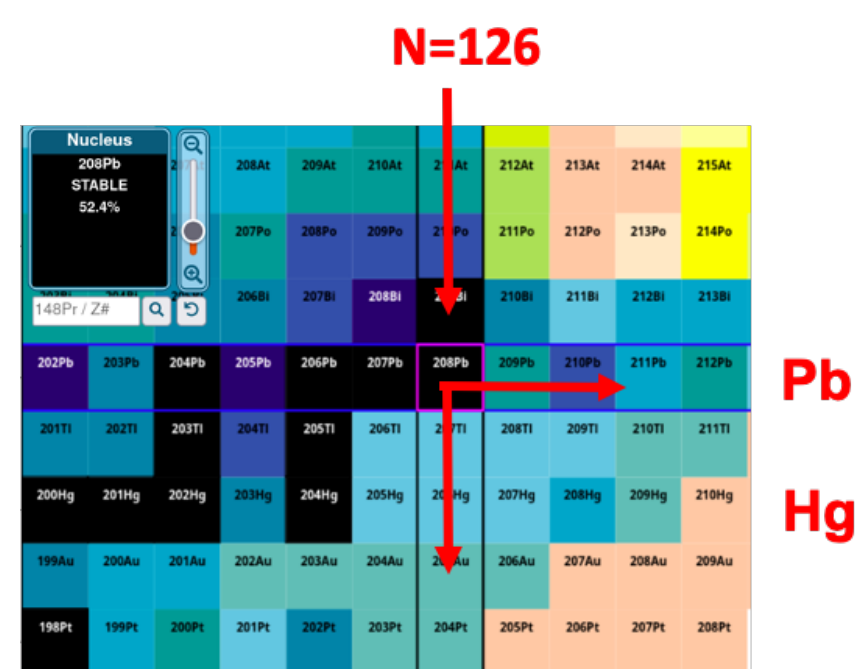 N=126
Nucleus
208Pb
STABLE
52.4%
148Pr / Z#
208At 209At 210At 212At 213At 214At 215At
207Po 208Po 209Po 211Po 212Po 213Po 214Po
206Bi 207Bi 208Bi 210Bi 211Bi 212Bi 213Bi
202Pb 203Pb 204Pb 205Pb 206Pb 207Pb 208Pb 209Pb 210Pb 211Pb 212Pb
Pb
201Tl 202Tl 203Tl 204Tl 205Tl 206Tl 208Tl 209Tl 210Tl 211Tl
200Hg 201Hg 202Hg 203Hg 204Hg 205Hg 207Hg 208Hg 209Hg 210Hg
Hg
199Au 200Au 201Au 202Au 203Au 204Au 206Au 207Au 208Au 209Au
198Pt 199Pt 200Pt 201Pt 202Pt 203Pt 204Pt 205Pt 206Pt 207Pt 208Pt